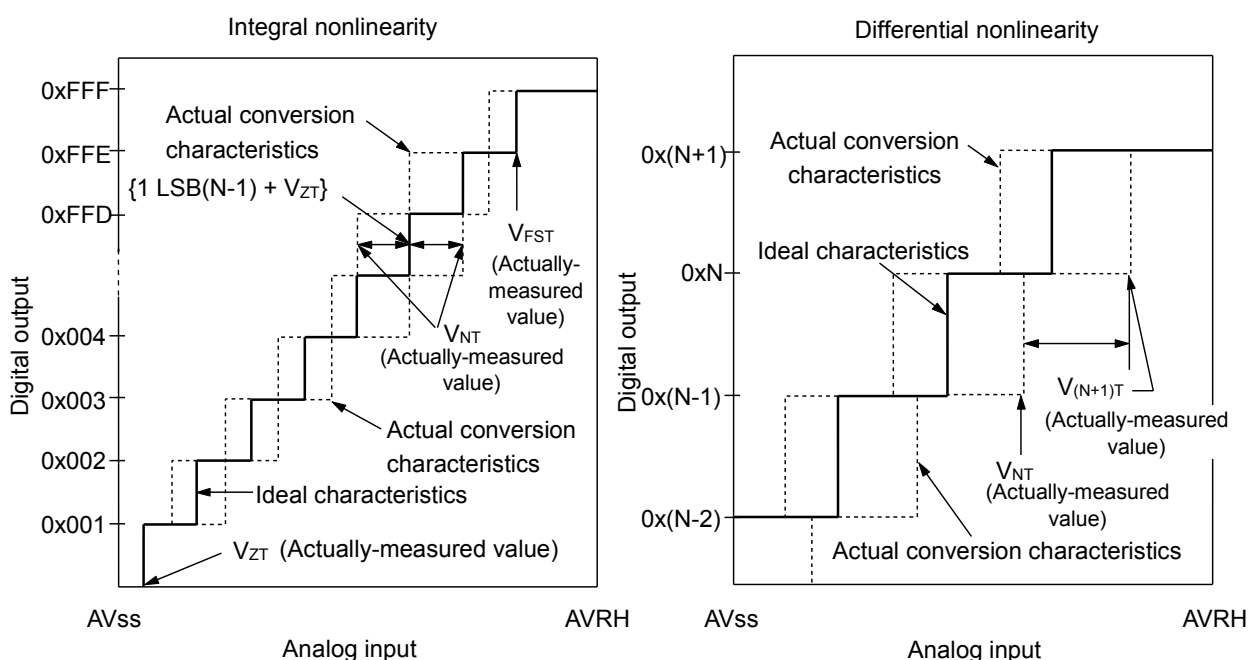 Integral nonlinearity
0xFFF
0xFFE
0xFFD
0x004
0x003
0x002
0x001
Digital output
Actual conversion
characteristics
{1 LSB(N-1) + VZT}
VFST
(Actually-
measured
value)
VNT
(Actually-measured
value)
Actual conversion
characteristics
Ideal characteristics
VZT (Actually-measured value)
AVss
AVRH
Analog input
Differential nonlinearity
0x(N+1)
0xN
0x(N-1)
0x(N-2)
Digital output
Actual conversion
characteristics
Ideal characteristics
V(N+1)T
(Actually-measured
value)
VNT
(Actually-measured
value)
Actual conversion characteristics
AVss
AVRH
Analog input